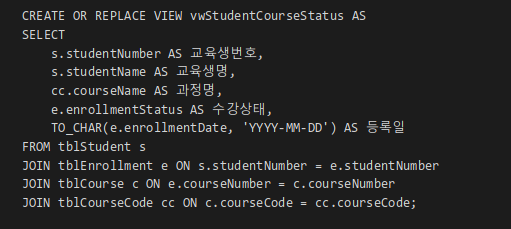 CREATE OR REPLACE VIEW vwStudentCourseStatus AS
SELECT
    s.studentNumber AS 교육생번호,
    s.studentName AS 교육생명,
    cc.courseName AS 과정명,
    e.enrollmentStatus AS 수강상태,
    TO_CHAR(e.enrollmentDate, 'YYYY-MM-DD') AS 등록일
FROM tblStudent s
JOIN tblEnrollment e ON s.studentNumber = e.studentNumber
JOIN tblCourse c ON e.courseNumber = c.courseNumber
JOIN tblCourseCode cc ON c.courseCode = cc.courseCode;